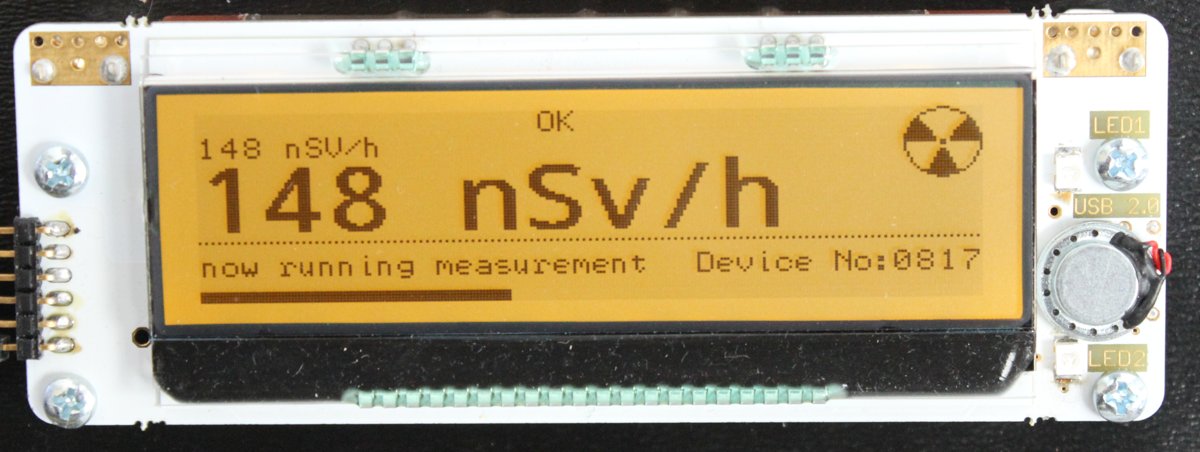 OK
148 nSV/h
148 nSv/h
now running measurement Device No:0817
LED1
USB 2.0
LED2